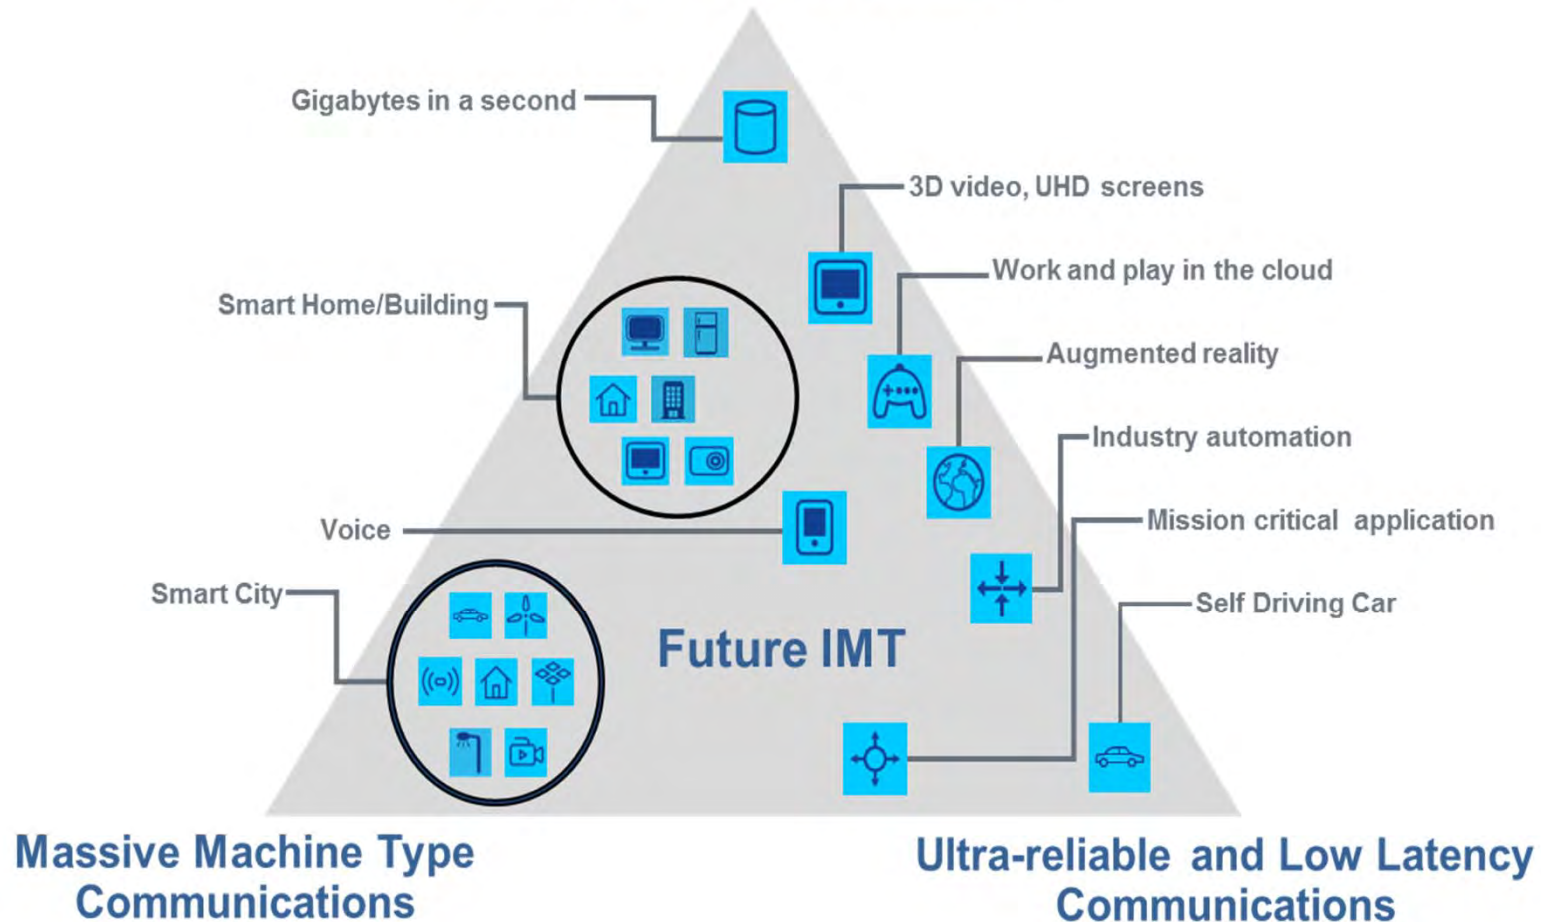 Gigabytes in a second
3D video, UHD screens
Work and play in the cloud
Smart Home/Building
Augmented reality
Industry automation
Mission critical application
Voice
Smart City
Self Driving Car
Future IMT
Massive Machine Type
Communications
Ultra-reliable and Low Latency
Communications